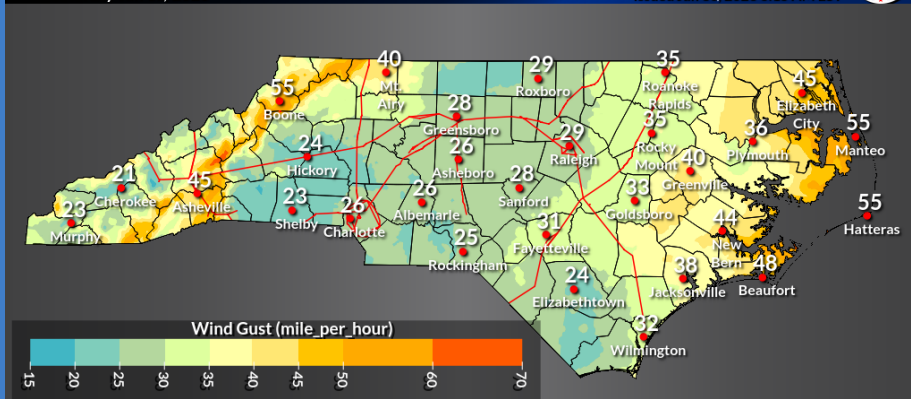 40
Mt.
Airy
29
Roxboro
35
Roanoke
Rapids
45
Elizabeth
City
55
Boone
28
Greensboro
24
Hickory
26
Asheboro
29
Raleigh
35
Rocky
Mount
36
Plymouth
55
Manteo
21
Cherokee
45
Asheville
23
Murphy
23
Shelby
26
Charlotte
26
Albemarle
28
Sanford
40
Greenville
33
Goldsboro
55
Hatteras
25
Rockingham
31
Fayetteville
44
New
Bern
24
Elizabethtown
38
Jacksonville
48
Beaufort
32
Wilmington
Wind Gust (mile_per_hour)
15 20 25 30 35 40 45 50 60 70